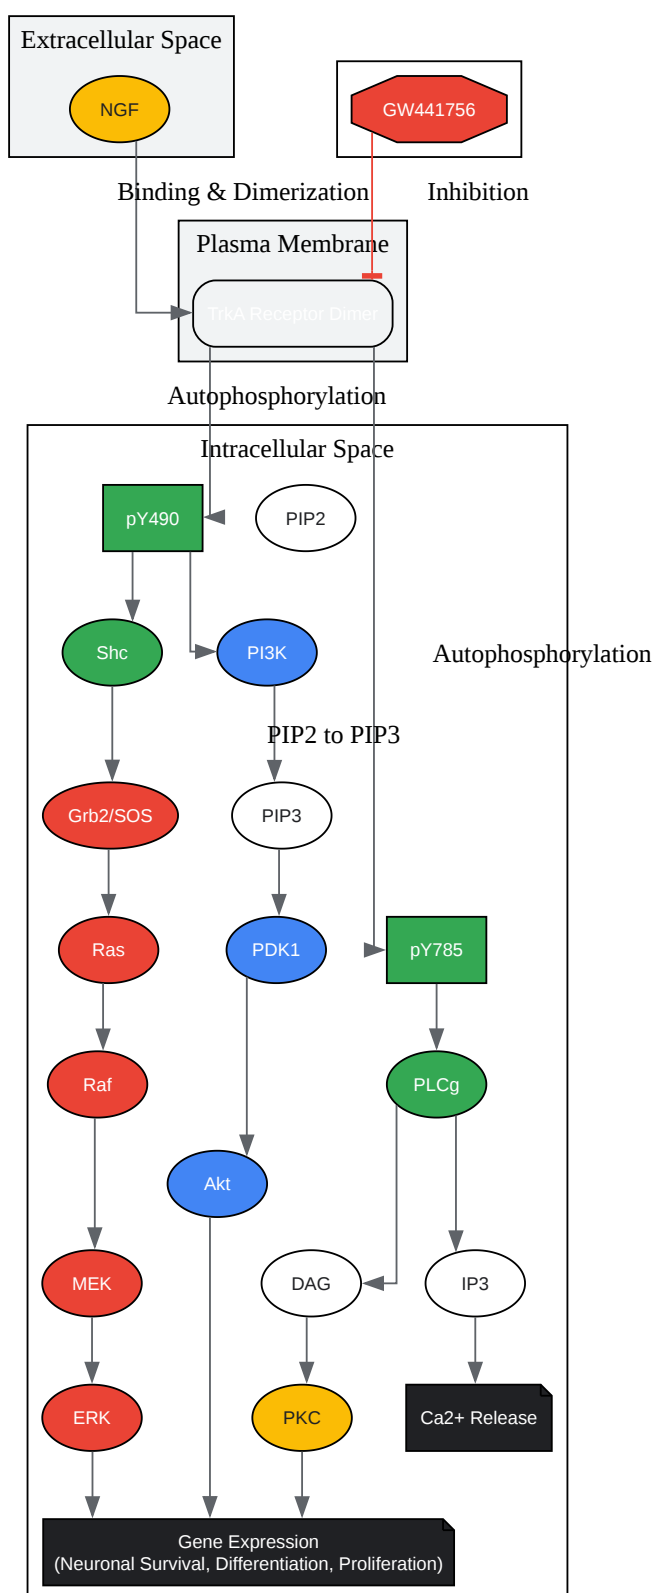 Extracellular Space
NGF
GW441756
Binding & Dimerization
Inhibition
Plasma Membrane
TrkA Receptor Dimer
Autophosphorylation
Intracellular Space
pY490
PIP2
Shc
PI3K
Autophosphorylation
PIP2 to PIP3
Grb2/SOS
PIP3
Ras
PDK1
pY785
Raf
PLCg
Akt
MEK
DAG
IP3
ERK
PKC
Ca2+ Release
Gene Expression
(Neuronal Survival, Differentiation, Proliferation)